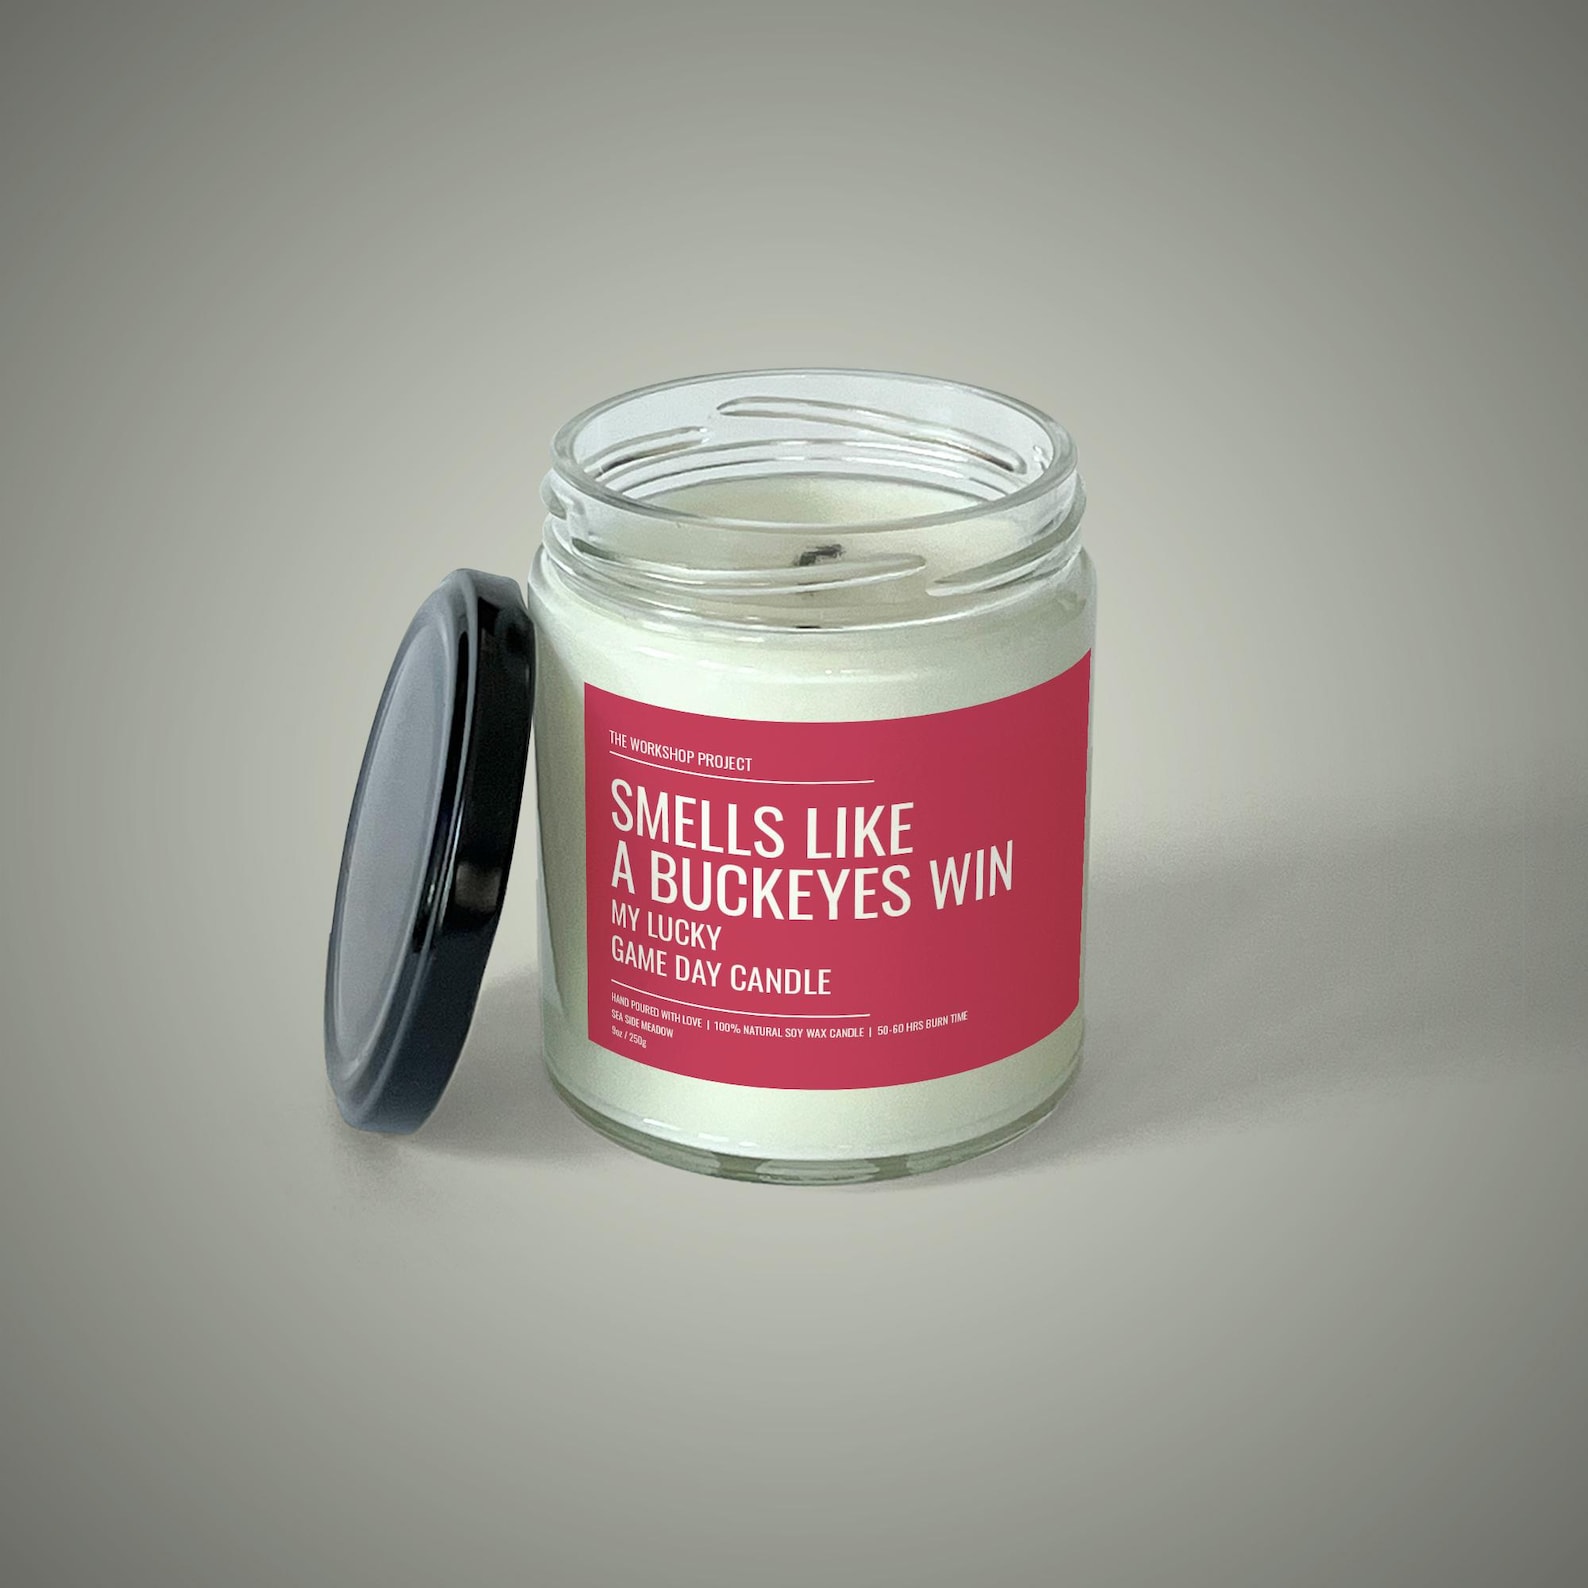 THE WORKSHOP PROJECT
SMELLS LIKE
A BUCKEYES WIN
MY LUCKY
GAME DAY CANDLE
HAND POURED WITH LOVE | 100% NATURAL SOY WAX CANDLE | 50-60 HRS BURN TIME
SEA SIDE MEADOW
9oz / 250g